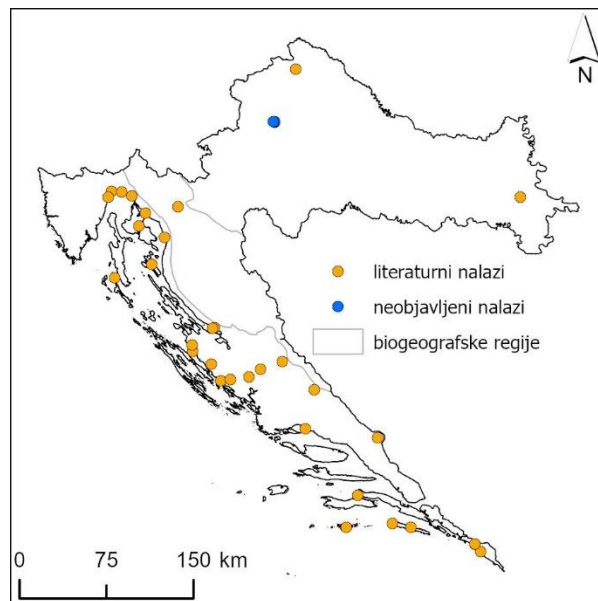 N
literaturni nalazi
neobjavljeni nalazi
biogeografske regije
0 75 150 km